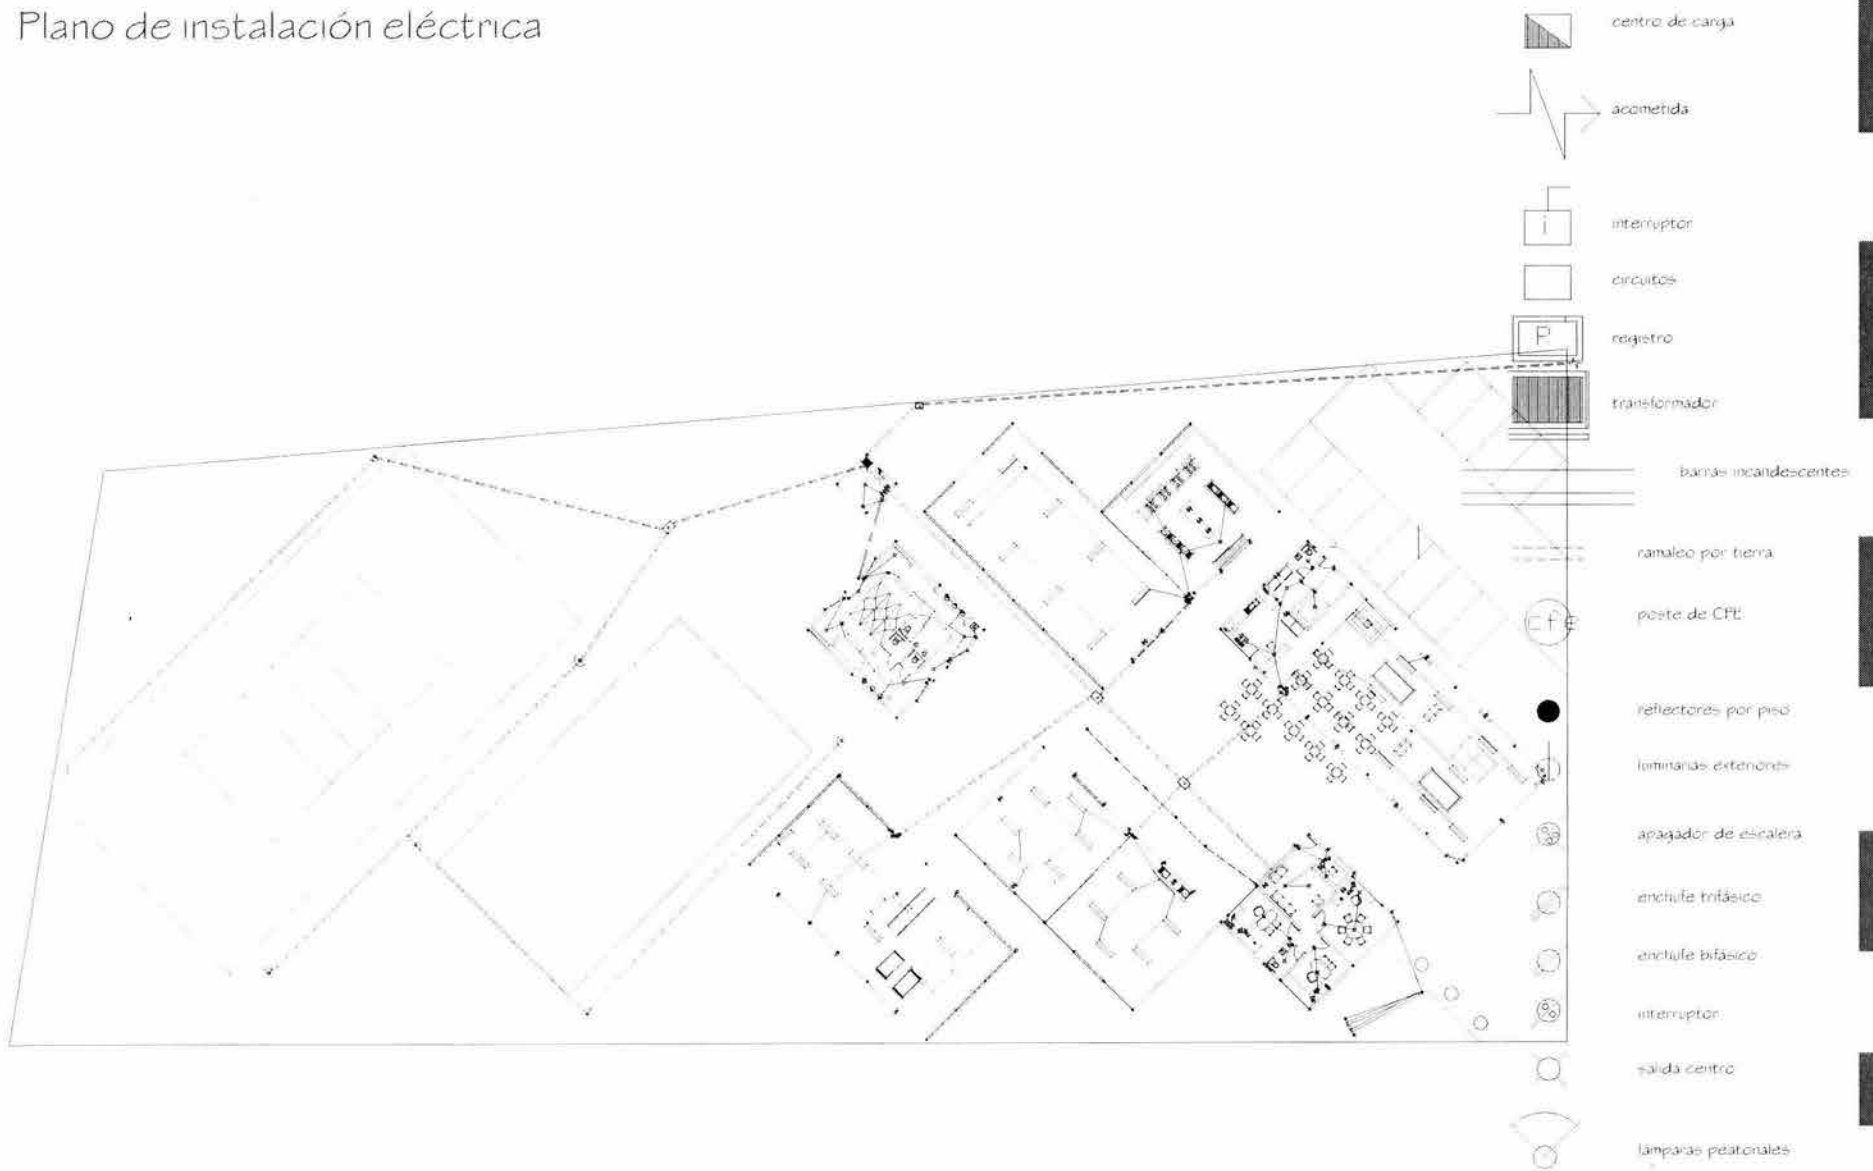 Plano de instalación eléctrica
centro de carga
acometida
i
interruptor
circuitos
P
registro
transformador
barras incandescentes
ramaleo por tierra
cfe
poste de CFE
reflectores por piso
luminarias exteriores
apagador de escalera
enchufe trifásico
enchufe bifásico
interruptor
salida centro
lámparas peatonales